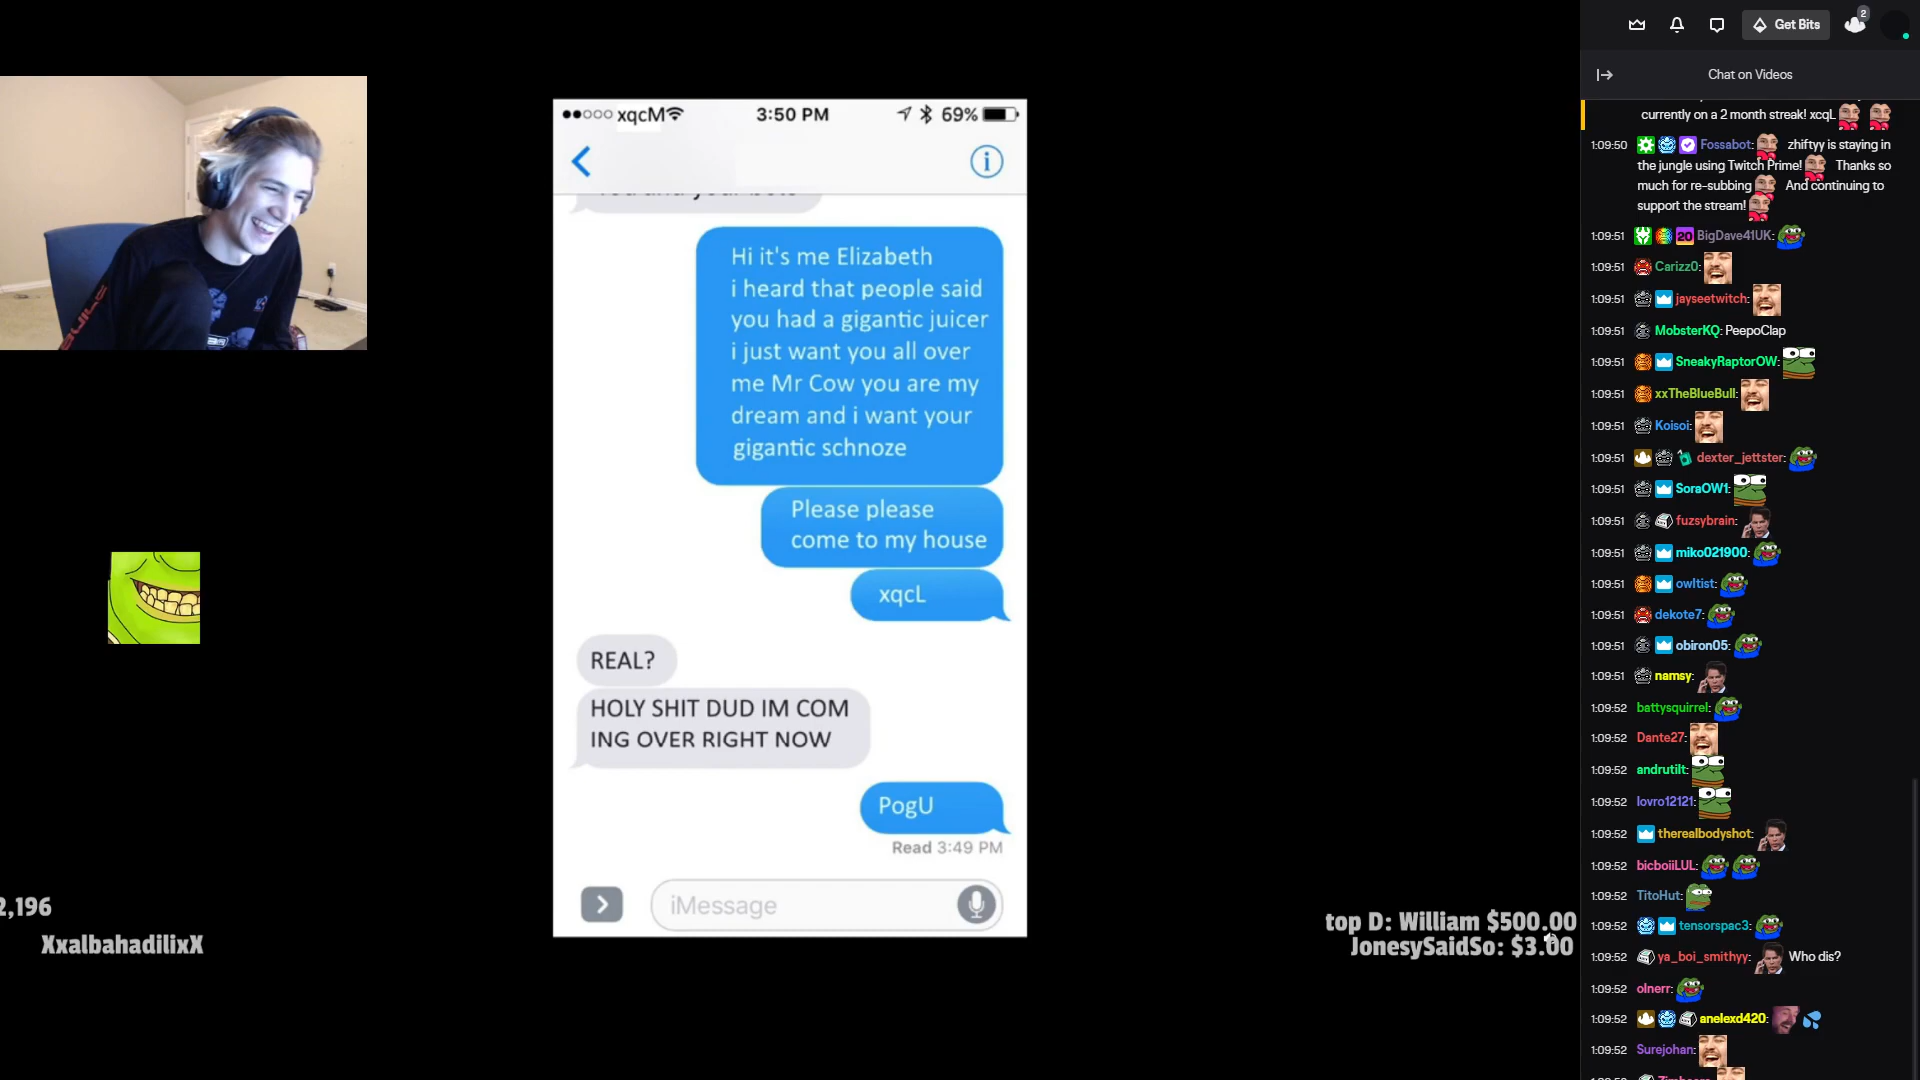 Get Bits
2
Chat on Videos
xqcM
3:50 PM
69%
Hi it's me Elizabeth
i heard that people said
you had a gigantic juicer
i just want you all over
me Mr Cow you are my
dream and i want your
gigantic schnoze
Please please
come to my house
xqcL
REAL?
HOLY SHIT DUD IM COM
ING OVER RIGHT NOW
PogU
Read 3:49 PM
iMessage
2,196
XxalbahadilixX
top D: William $500.00
JonesySaidSo: $3.00
currently on a 2 month streak! xcqL
1:09:50 Fossabot: zhiftyy is staying in
the jungle using Twitch Prime! Thanks so
much for re-subbing And continuing to
support the stream!
1:09:51 20 BigDave41UK:
1:09:51 Carizz0:
1:09:51 jayseetwitch:
1:09:51 MobsterKQ: PeepoClap
1:09:51 SneakyRaptorOW:
1:09:51 xxTheBlueBull:
1:09:51 Koisoi:
1:09:51 dexter_jettster:
1:09:51 SoraOW1:
1:09:51 fuzsybrain:
1:09:51 miko021900:
1:09:51 owltist:
1:09:51 dekote7:
1:09:51 obiron05:
1:09:51 namsy:
1:09:52 battysquirrel:
1:09:52 Dante27:
1:09:52 andrutilt:
1:09:52 lovro12121:
1:09:52 therealbodyshot:
1:09:52 bicboiiLUL:
1:09:52 TitoHut:
1:09:52 tensorspac3:
1:09:52 ya_boi_smithyy: Who dis?
1:09:52 olnerr:
1:09:52 anelexd420:
1:09:52 Surejohan: